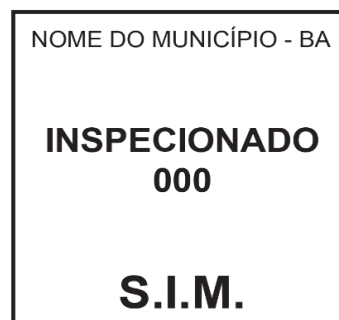 NOME DO MUNICÍPIO - BA
INSPECIONADO
000
S.I.M.